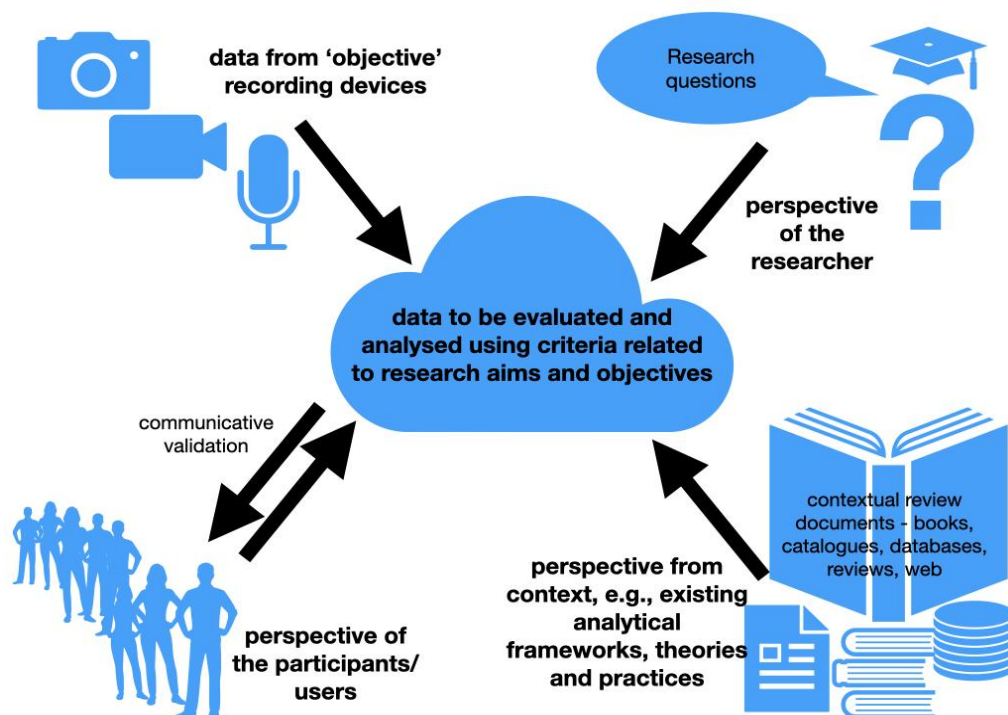 data from ‘objective’
recording devices
Research
questions
perspective
of the
researcher
data to be evaluated and
analysed using criteria related
to research aims and objectives
communicative
validation
perspective of
the participants/
users
perspective from
context, e.g., existing
analytical
frameworks, theories
and practices
contextual review
documents - books,
catalogues, databases,
reviews, web